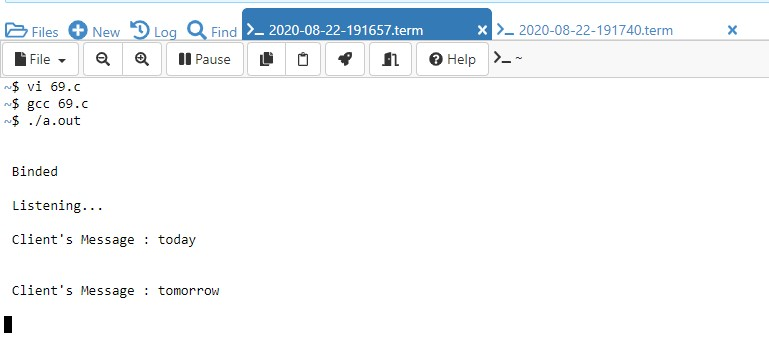 Files New Log Find >_ 2020-08-22-191657.term × >_ 2020-08-22-191740.term ×
File Pause Help >_ ~
~$ vi 69.c
~$ gcc 69.c
~$ ./a.out
Binded
Listening...
Client's Message : today
Client's Message : tomorrow